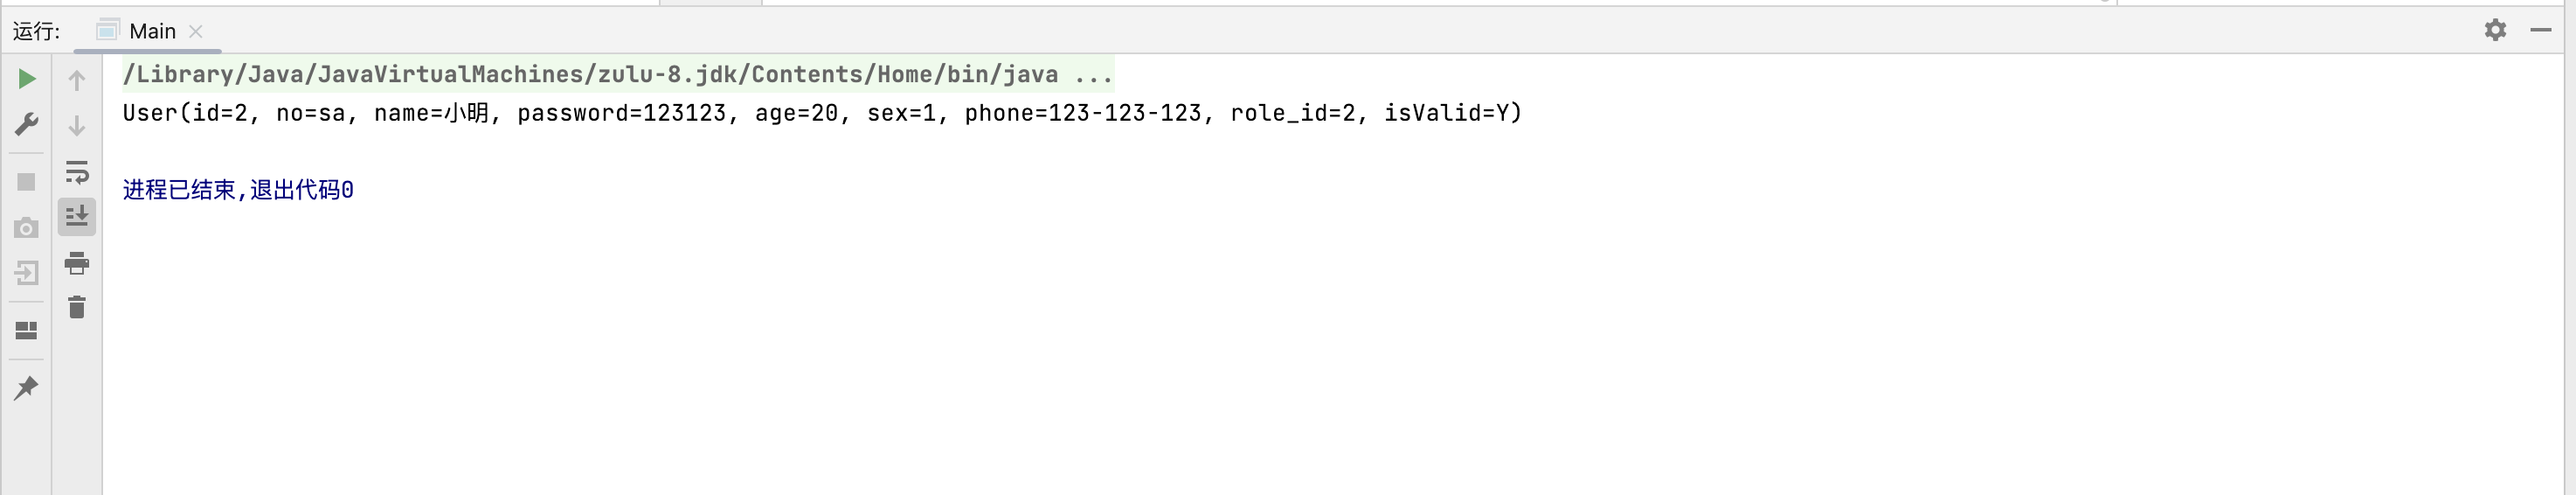 运行: Main
/Library/Java/JavaVirtualMachines/zulu-8.jdk/Contents/Home/bin/java ...
User(id=2, no=sa, name=小明, password=123123, age=20, sex=1, phone=123-123-123, role_id=2, isValid=Y)
进程已结束,退出代码0